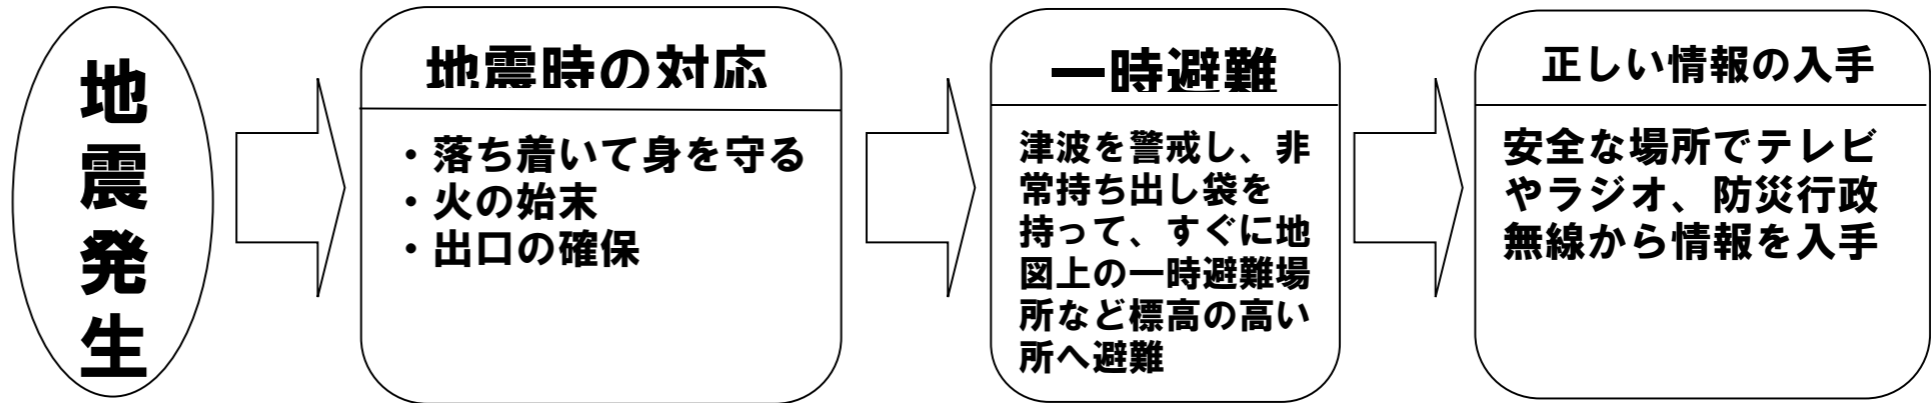 地震発生
地震時の対応
・落ち着いて身を守る
・火の始末
・出口の確保
一時避難
津波を警戒し、非
常持ち出し袋を
持って、すぐに地
図上の一時避難場
所など標高の高い
所へ避難
正しい情報の入手
安全な場所でテレビ
やラジオ、防災行政
無線から情報を入手